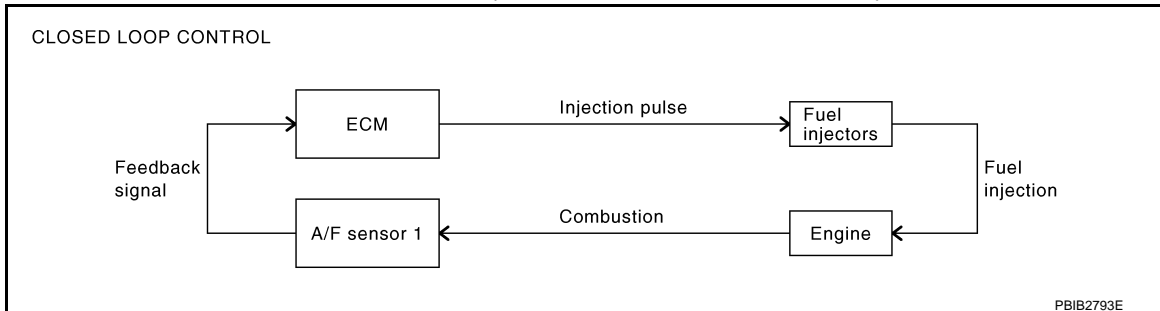 CLOSED LOOP CONTROL
ECM
Injection pulse
Fuel
injectors
Feedback
signal
Fuel
injection
A/F sensor 1
Combustion
Engine
PBIB2793E